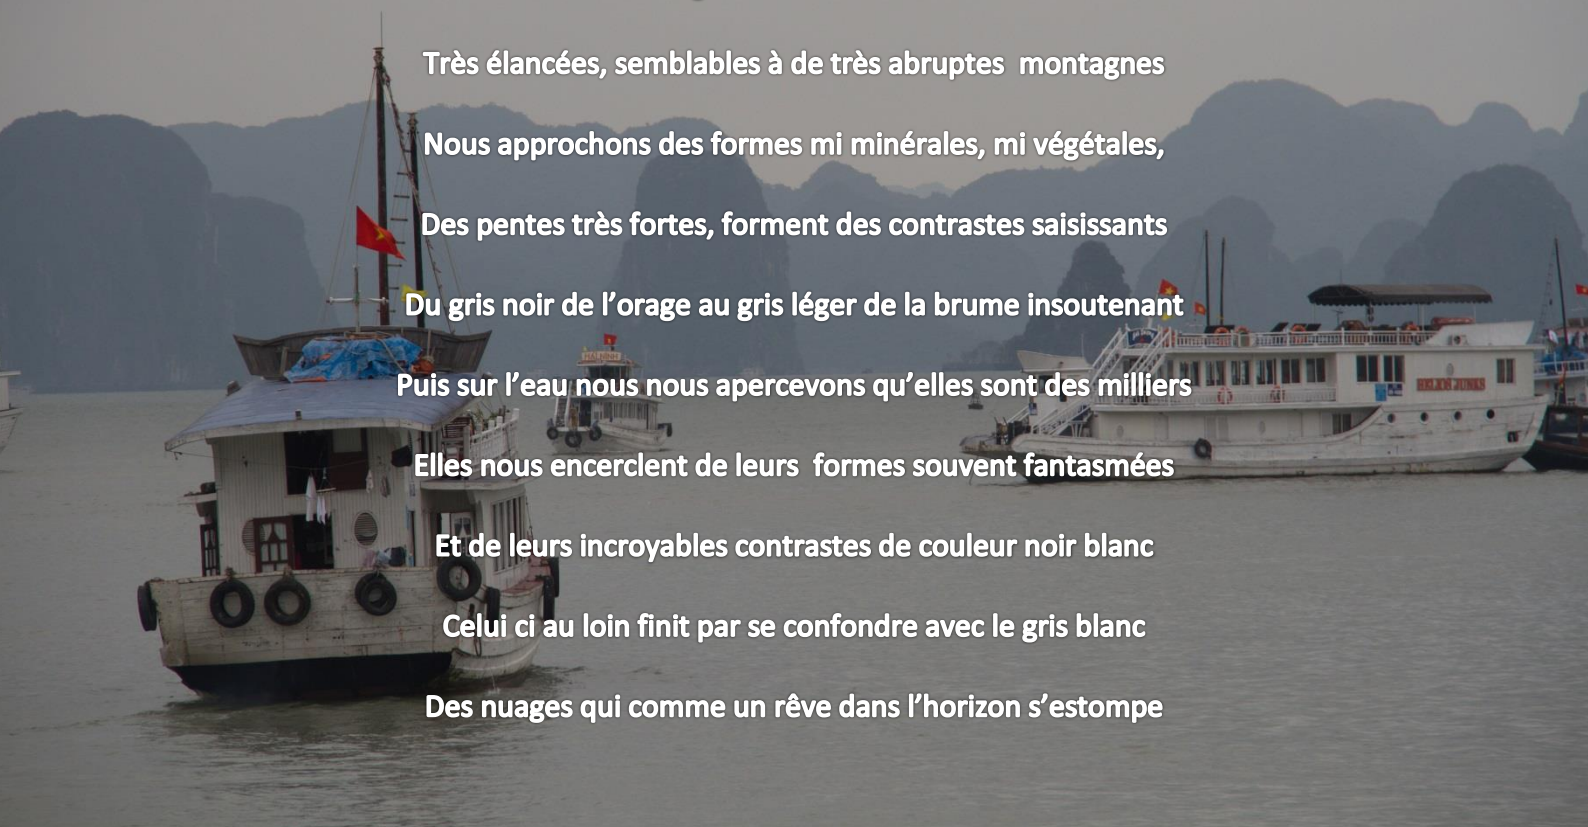 Très élancées, semblables à de très abruptes  montagnes
Nous approchons des formes mi minérales, mi végétales,
Des pentes très fortes, forment des contrastes saisissants
Du gris noir de l’orage au gris léger de la brume insoutenant
Puis sur l’eau nous nous apercevons qu’elles sont des milliers
Elles nous encerclent de leurs  formes souvent fantasmées
Et de leurs incroyables contrastes de couleur noir blanc
Celui ci au loin finit par se confondre avec le gris blanc
Des nuages qui comme un rêve dans l’horizon s’estompe
JUNKS